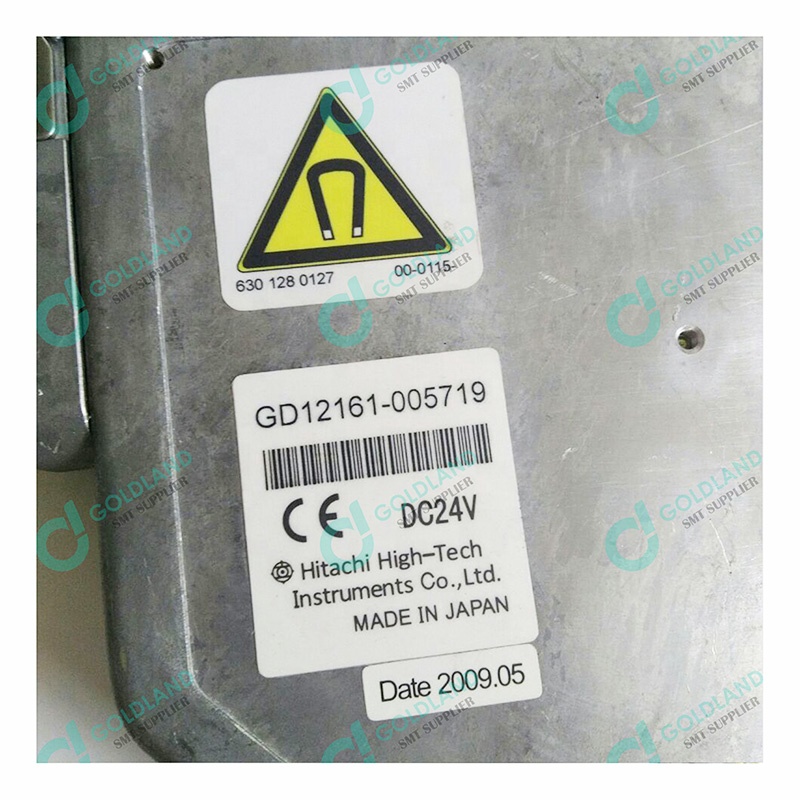 630 128 0127 00-0115-
GD12161-005719
CE DC24V
Hitachi High-Tech
Instruments Co.,Ltd.
MADE IN JAPAN
Date 2009.05
GOLDLAND
SMT SUPPLIER